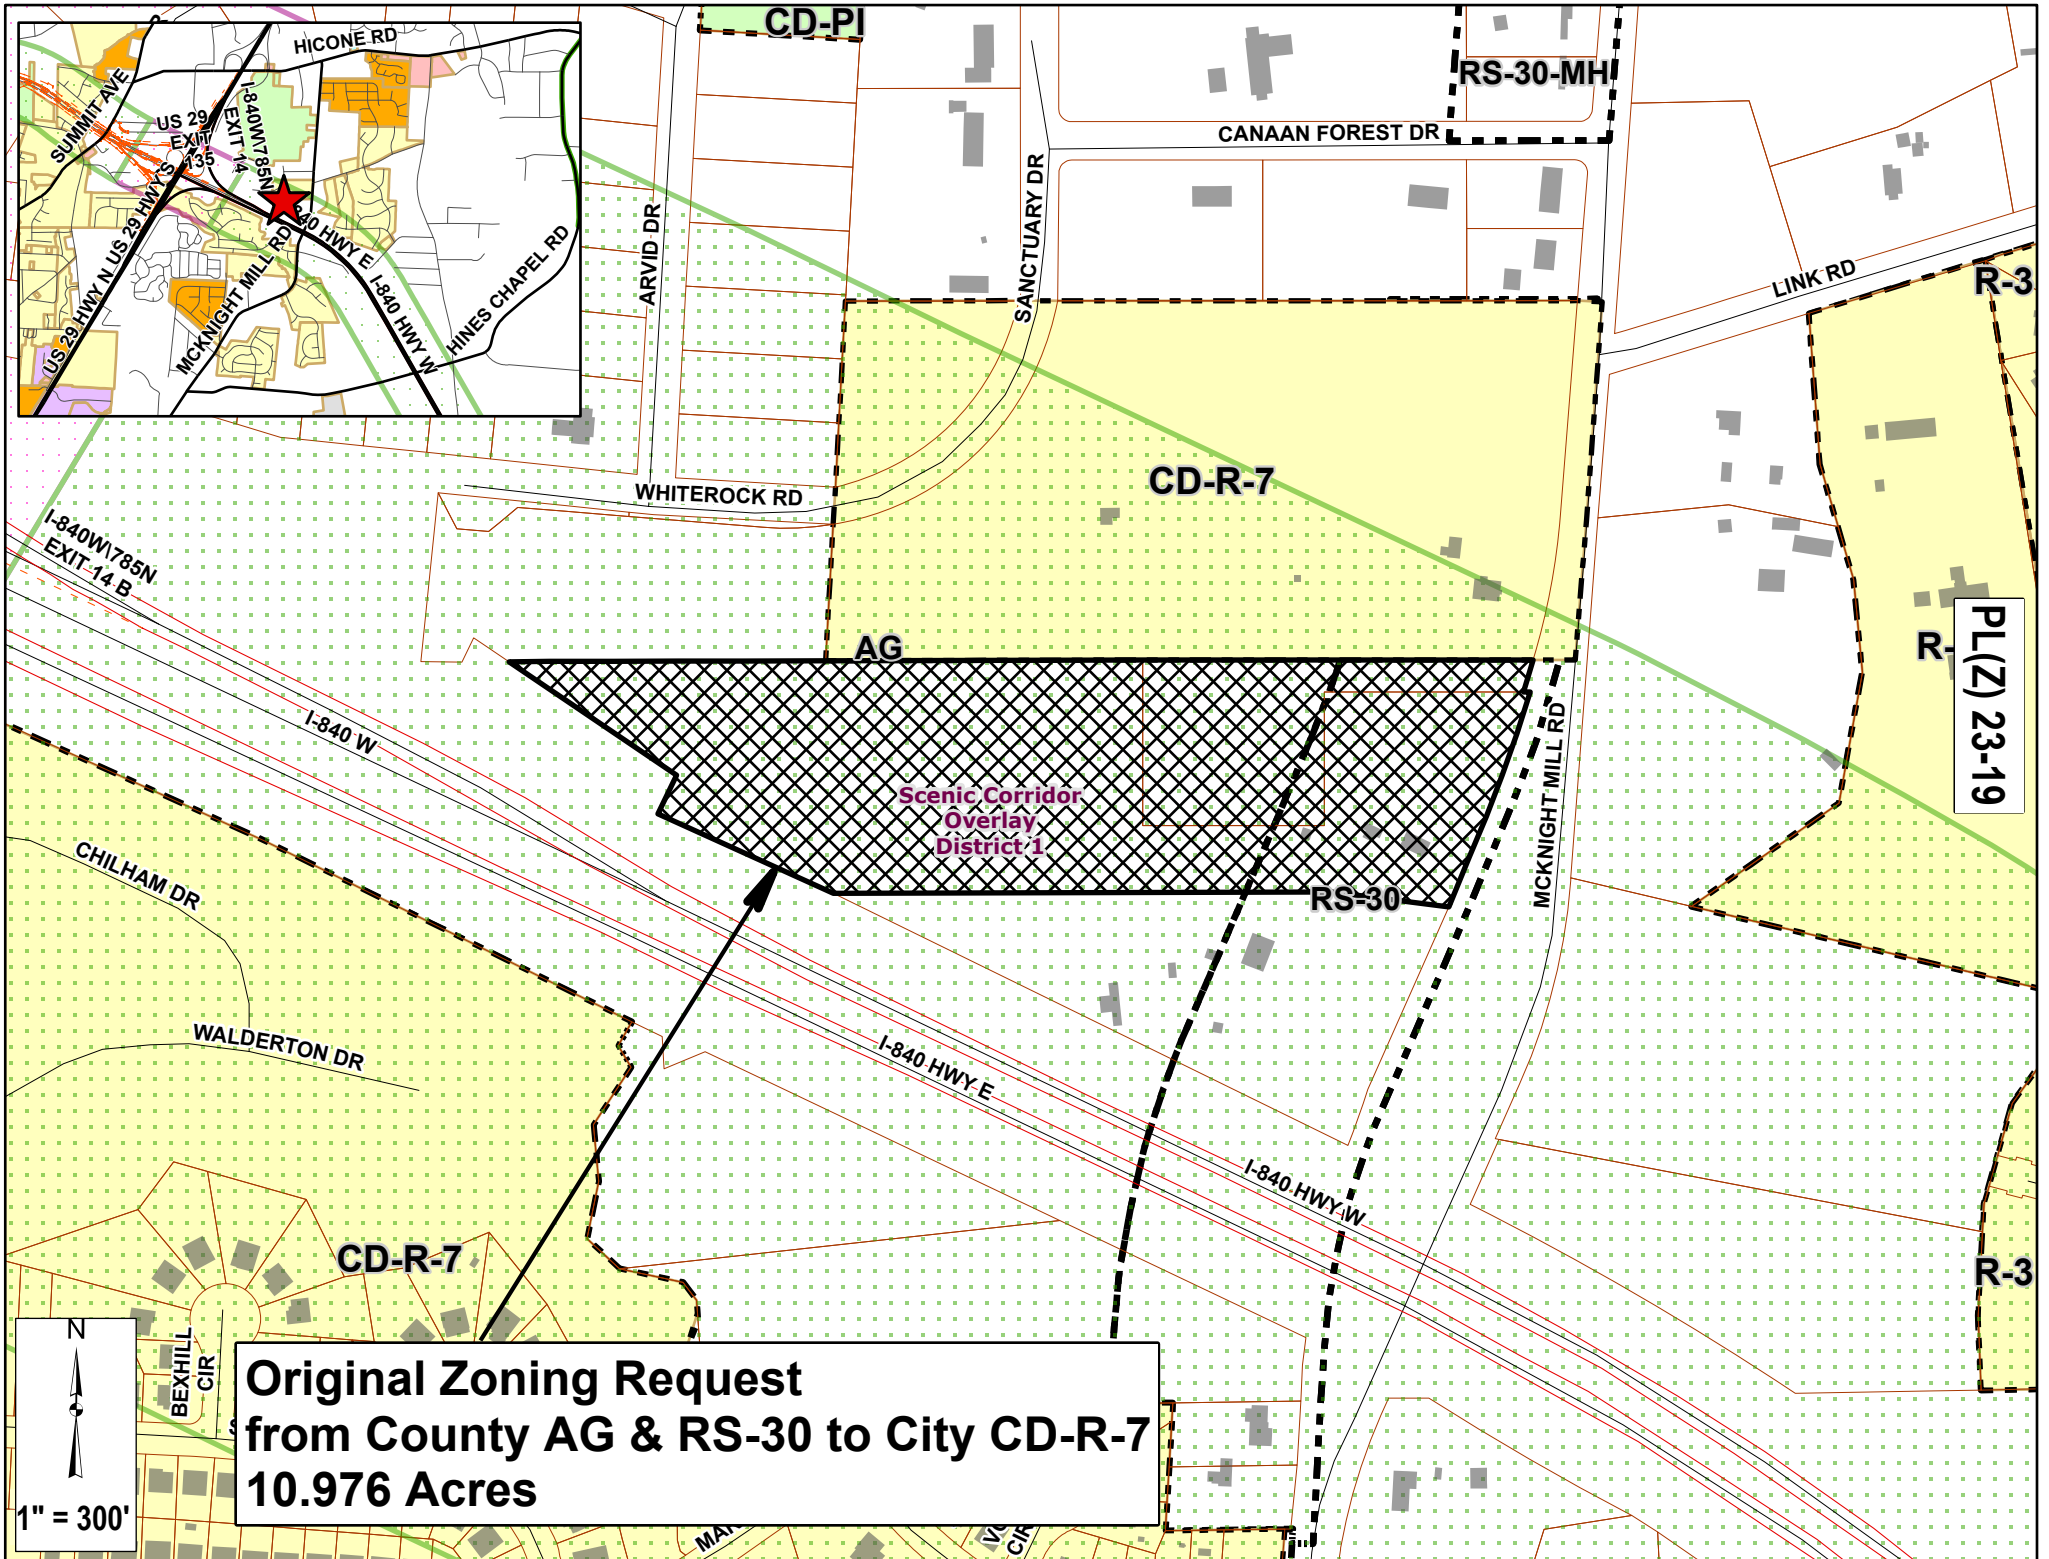 HICONE RD
SUMMIT AVE
US 29
EXIT
135
I-840W\785N
EXIT 14
US 29 HWY N
US 29 HWY S
840 HWY E
I-840 HWY W
MCKNIGHT MILL RD
HINES CHAPEL RD
CD-PI
RS-30-MH
CANAAN FOREST DR
SANCTUARY DR
ARVID DR
LINK RD
R-3
WHITEROCK RD
CD-R-7
I-840W\785N
EXIT 14 B
AG
R-
PL(Z) 23-19
I-840 W
MCKNIGHT MILL RD
Scenic Corridor
Overlay
District 1
RS-30
CHILHAM DR
WALDERTON DR
I-840 HWY E
I-840 HWY W
CD-R-7
R-3
BEXHILL
CIR
N
1" = 300'
Original Zoning Request
from County AG & RS-30 to City CD-R-7
10.976 Acres
CIR